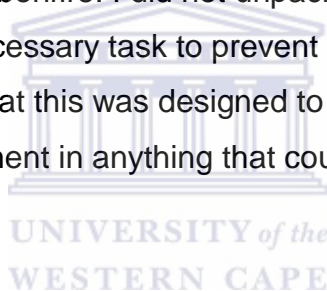 bonfire. I did not unpac
cessary task to prevent
at this was designed to
nent in anything that cou
UNIVERSITY of the
WESTERN CAPE